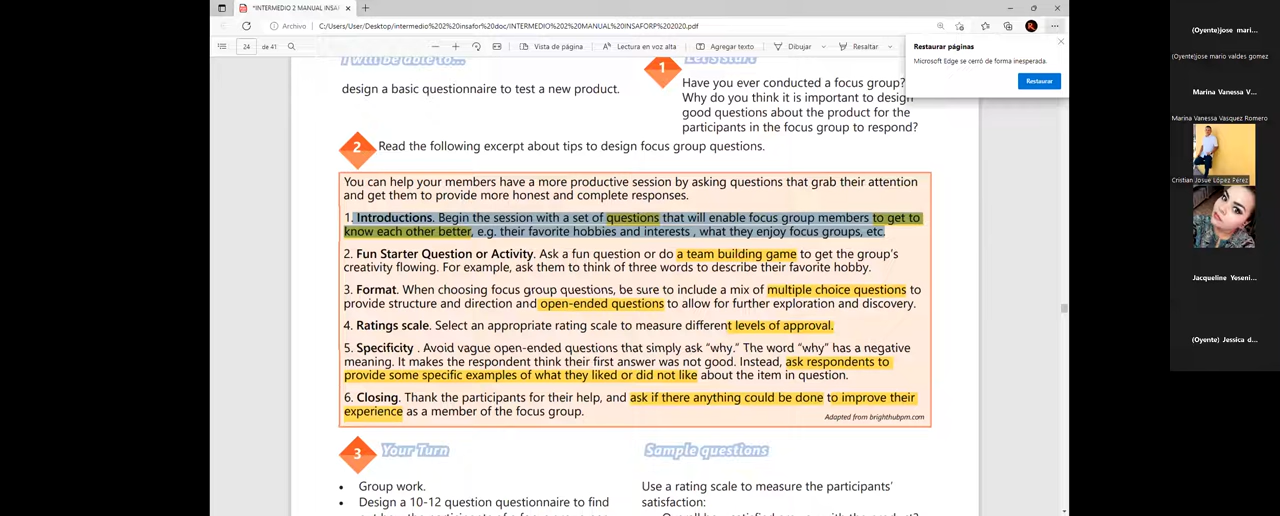 *INTERMEDIO 2 MANUAL INSAF
Archivo
C:/Users/User/Desktop/intermedio%202%20insafor%20doc/INTERMEDIO%202%20MANUAL%20INSAFORP%202020.pdf
24 de 41
Vista de página
Lectura en voz alta
Agregar texto
Dibujar
Resaltar
Restaurar páginas
Microsoft Edge se cerró de forma inesperada.
Restaurar
I will be able to...
design a basic questionnaire to test a new product.
1
Let's start
Have you ever conducted a focus group?
Why do you think it is important to design
good questions about the product for the
participants in the focus group to respond?
2
Read the following excerpt about tips to design focus group questions.
You can help your members have a more productive session by asking questions that grab their attention
and get them to provide more honest and complete responses.
1. Introductions. Begin the session with a set of questions that will enable focus group members to get to
know each other better, e.g. their favorite hobbies and interests , what they enjoy focus groups, etc.
2. Fun Starter Question or Activity. Ask a fun question or do a team building game to get the group's
creativity flowing. For example, ask them to think of three words to describe their favorite hobby.
3. Format. When choosing focus group questions, be sure to include a mix of multiple choice questions to
provide structure and direction and open-ended questions to allow for further exploration and discovery.
4. Ratings scale. Select an appropriate rating scale to measure different levels of approval.
5. Specificity . Avoid vague open-ended questions that simply ask “why.” The word “why” has a negative
meaning. It makes the respondent think their first answer was not good. Instead, ask respondents to
provide some specific examples of what they liked or did not like about the item in question.
6. Closing. Thank the participants for their help, and ask if there anything could be done to improve their
experience as a member of the focus group.
Adapted from brighthubpm.com
3
Your Turn
• Group work.
• Design a 10-12 question questionnaire to find
Sample questions
Use a rating scale to measure the participants'
satisfaction:
(Oyente)jose mari...
(Oyente)jose mario valdes gomez
Marina Vanessa V...
Marina Vanessa Vasquez Romero
Cristian Josue López Pérez
Jacqueline Yeseni...
(Oyente) Jessica d...